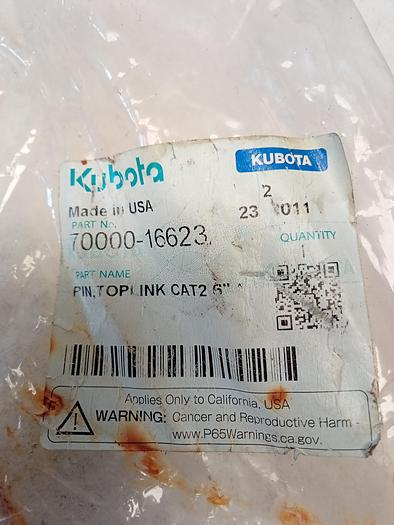 Kubota
KUBOTA
Made in USA
2
23
011
PART No.
70000-16623
QUANTITY
1
PART NAME
PIN,TOPLINK CAT2 6"
Applies Only to California, USA
WARNING: Cancer and Reproductive Harm -
www.P65Warnings.ca.gov.